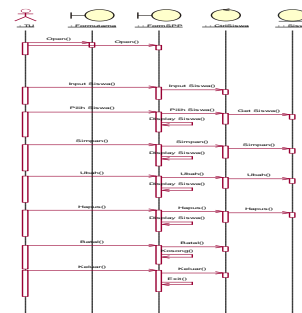 : TU
: FormUtama
: FormSPP
: CtrlSiswa
Open()
Open()
Input Siswa()
Input Siswa()
Pilih Siswa()
Pilih Siswa()
Get Siswa()
Display Siswa()
Simpan()
Simpan()
Simpan()
Display Siswa()
Ubah()
Ubah()
Ubah()
Display Siswa()
Hapus()
Hapus()
Hapus()
Display Siswa()
Batal()
Batal()
Kosong()
Keluar()
Keluar()
Exit()